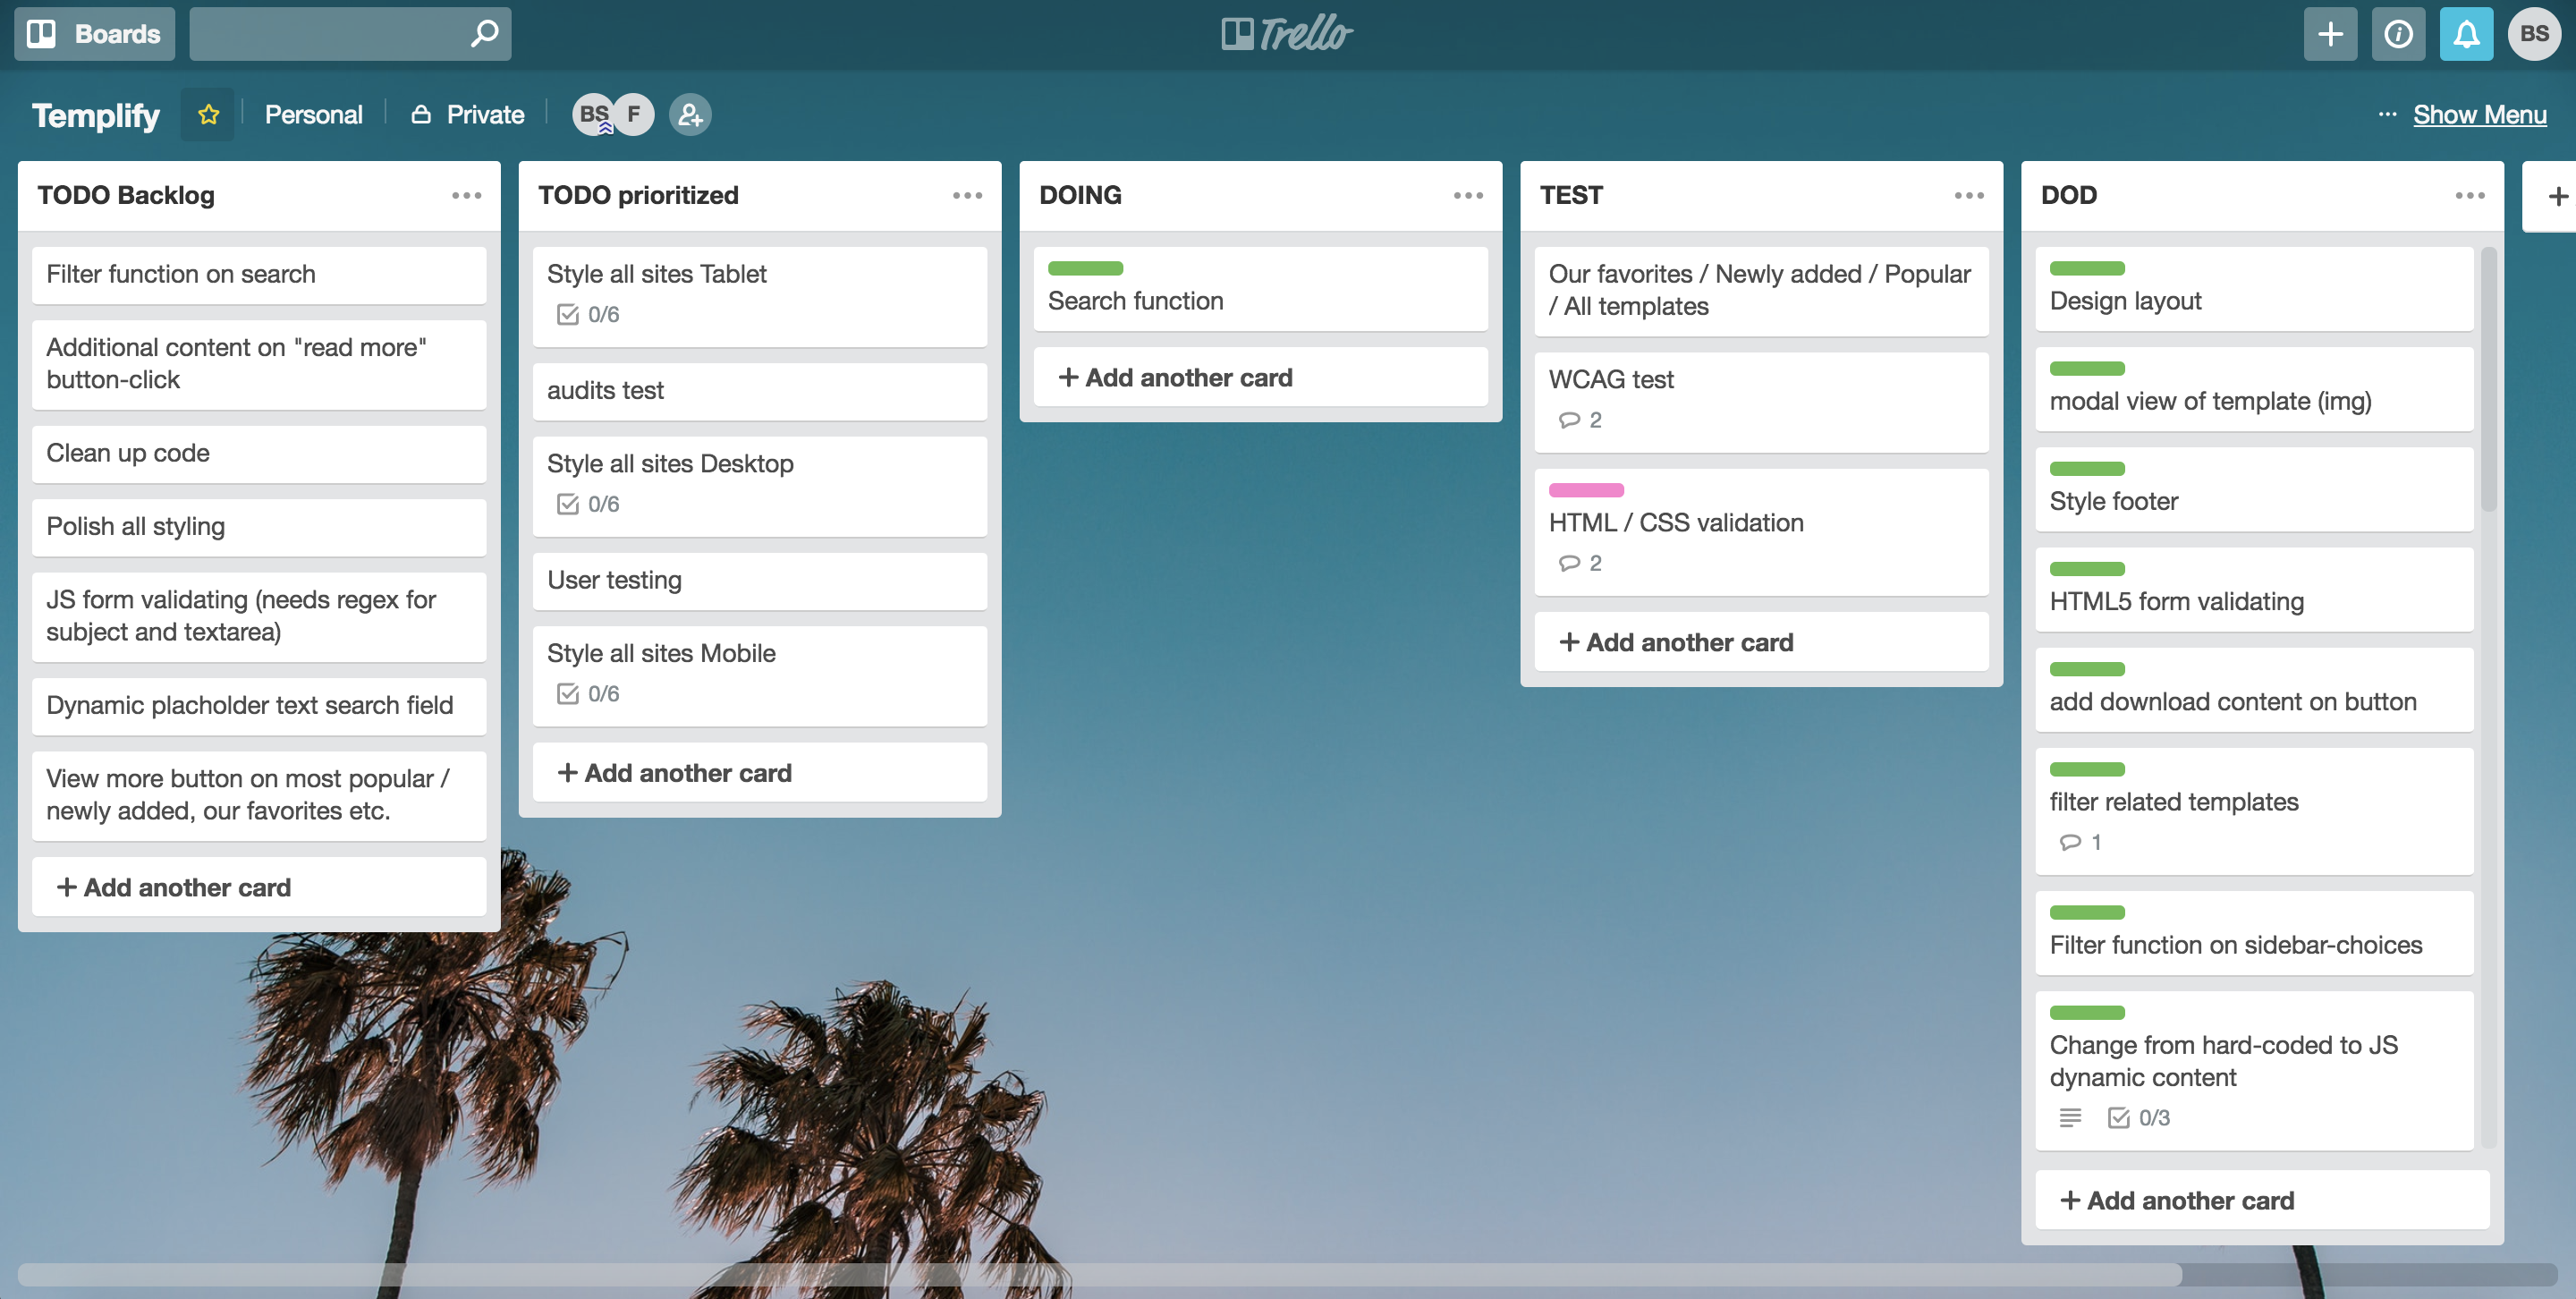 Boards
Trello
BS
Templify
Personal
Private
BS
F
Show Menu
TODO Backlog
Filter function on search
Additional content on "read more"
button-click
Clean up code
Polish all styling
JS form validating (needs regex for
subject and textarea)
Dynamic placholder text search field
View more button on most popular /
newly added, our favorites etc.
+ Add another card
TODO prioritized
Style all sites Tablet
0/6
audits test
Style all sites Desktop
0/6
User testing
Style all sites Mobile
0/6
+ Add another card
DOING
Search function
+ Add another card
TEST
Our favorites / Newly added / Popular
/ All templates
WCAG test
2
HTML / CSS validation
2
+ Add another card
DOD
Design layout
modal view of template (img)
Style footer
HTML5 form validating
add download content on button
filter related templates
1
Filter function on sidebar-choices
Change from hard-coded to JS
dynamic content
0/3
+ Add another card